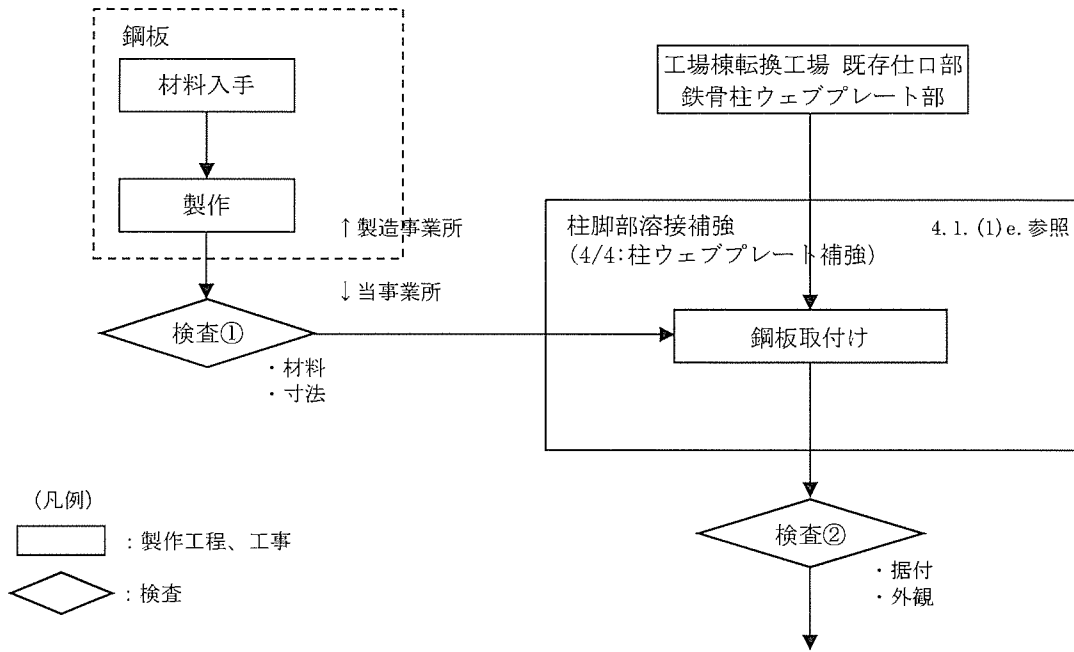 鋼板
材料入手
製作
↑製造事業所
↓当事業所
検査①
・材料
・寸法
工場棟転換工場 既存仕口部
鉄骨柱ウェブプレート部
柱脚部溶接補強
(4/4:柱ウェブプレート補強)
4.1.(1)e.参照
鋼板取付け
検査②
・据付
・外観
(凡例)
：製作工程、工事
：検査